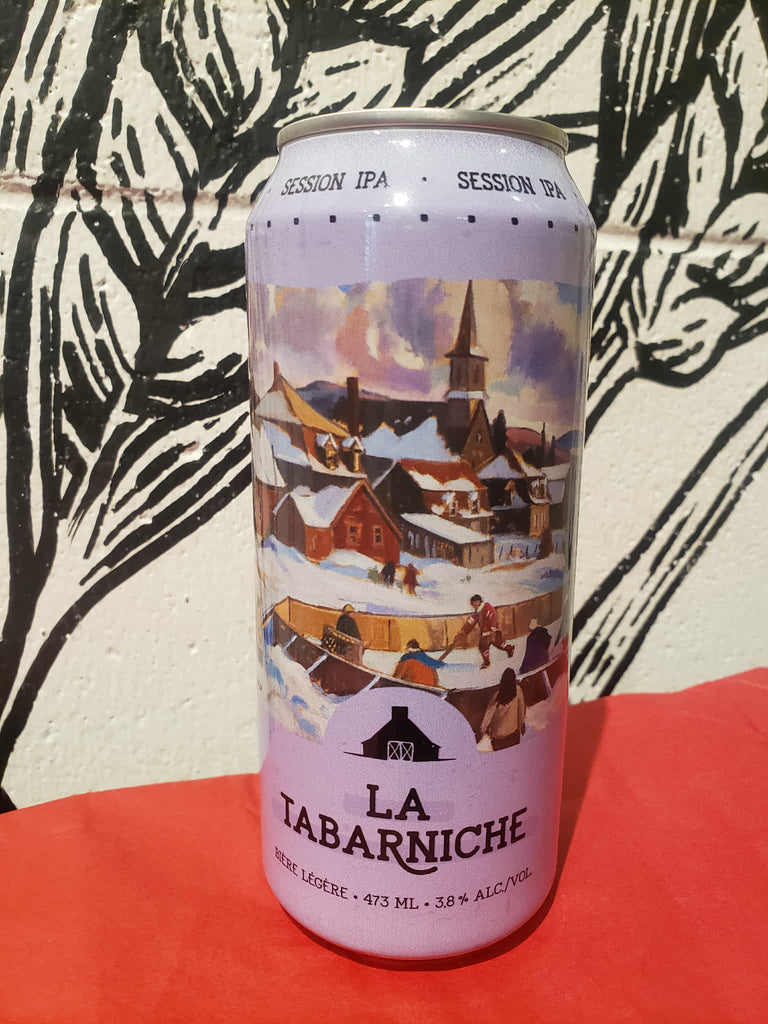 SESSION IPA · SESSION IPA
LA
TABARNICHE
BIÈRE LÉGÈRE • 473 ML • 3.8 % ALC./VOL.